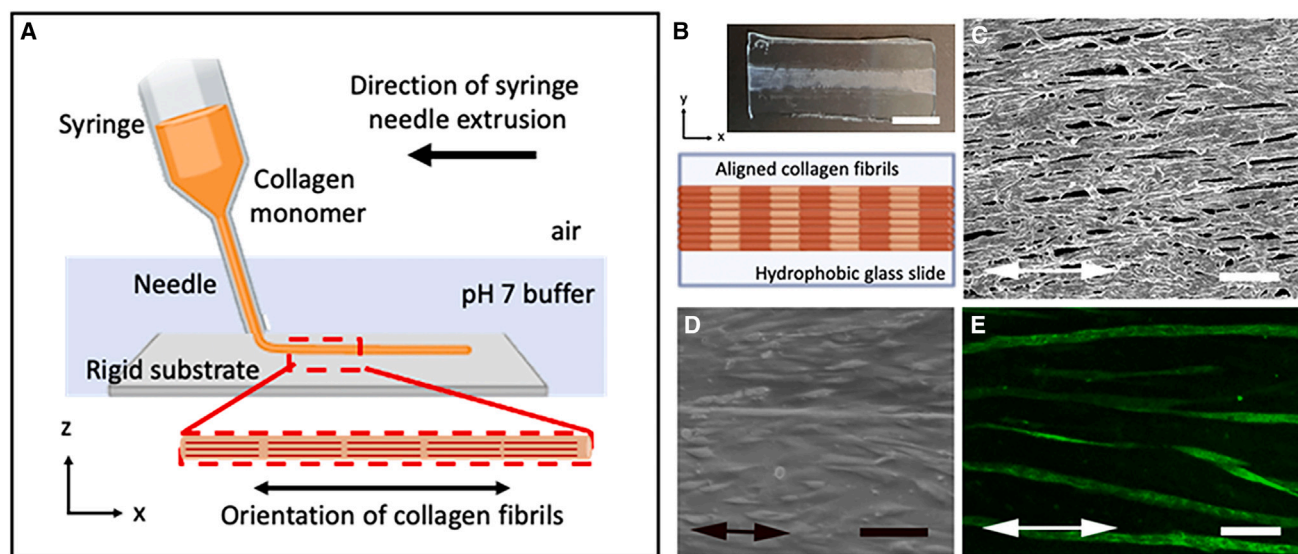 A
Syringe
Direction of syringe
needle extrusion
Collagen
monomer
air
Needle
pH 7 buffer
Rigid substrate
Z
X
Orientation of collagen fibrils
B
y
x
Aligned collagen fibrils
Hydrophobic glass slide
C
D
E